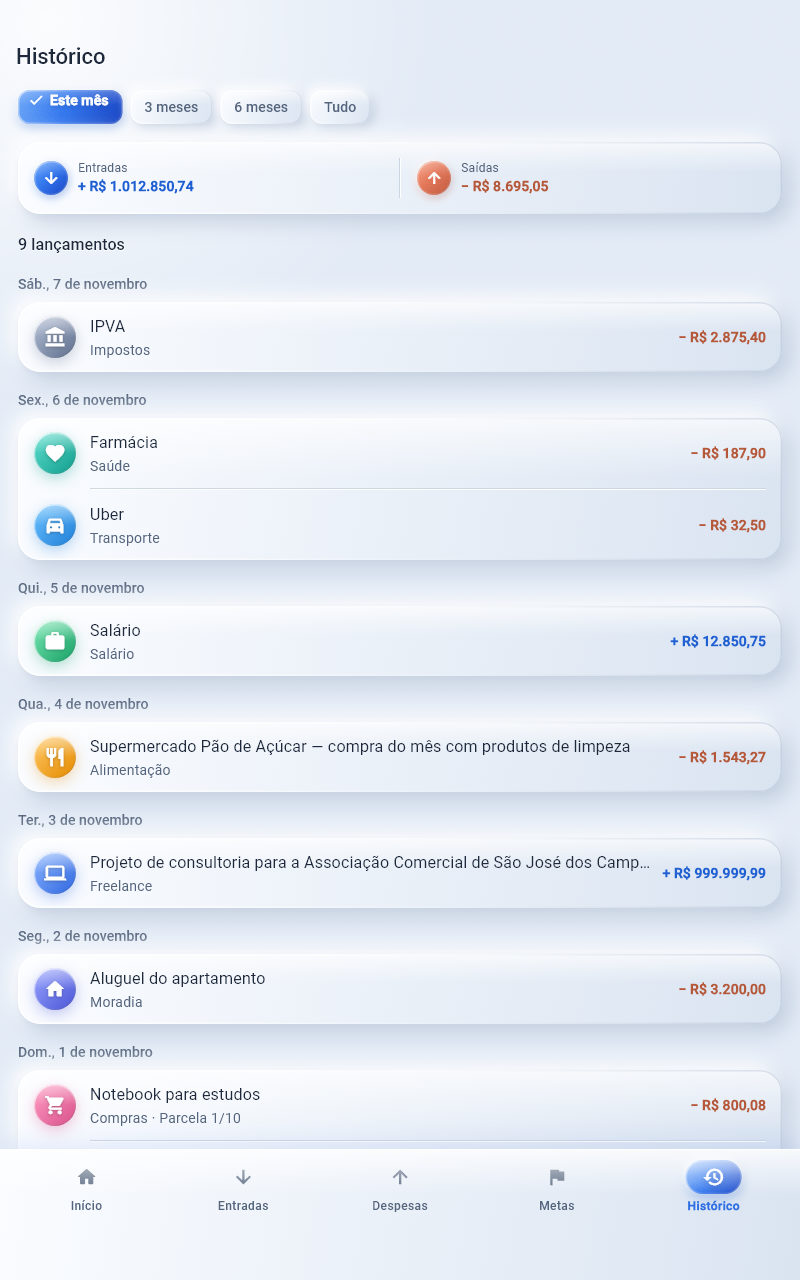 Histórico
Este mês
3 meses
6 meses
Tudo
Entradas
+ R$ 1.012.850,74
Saídas
− R$ 8.695,05
9 lançamentos
Sáb., 7 de novembro
IPVA
Impostos
− R$ 2.875,40
Sex., 6 de novembro
Farmácia
Saúde
− R$ 187,90
Uber
Transporte
− R$ 32,50
Qui., 5 de novembro
Salário
Salário
+ R$ 12.850,75
Qua., 4 de novembro
Supermercado Pão de Açúcar — compra do mês com produtos de limpeza
Alimentação
− R$ 1.543,27
Ter., 3 de novembro
Projeto de consultoria para a Associação Comercial de São José dos Camp…
Freelance
+ R$ 999.999,99
Seg., 2 de novembro
Aluguel do apartamento
Moradia
− R$ 3.200,00
Dom., 1 de novembro
Notebook para estudos
Compras · Parcela 1/10
− R$ 800,08
Início
Entradas
Despesas
Metas
Histórico